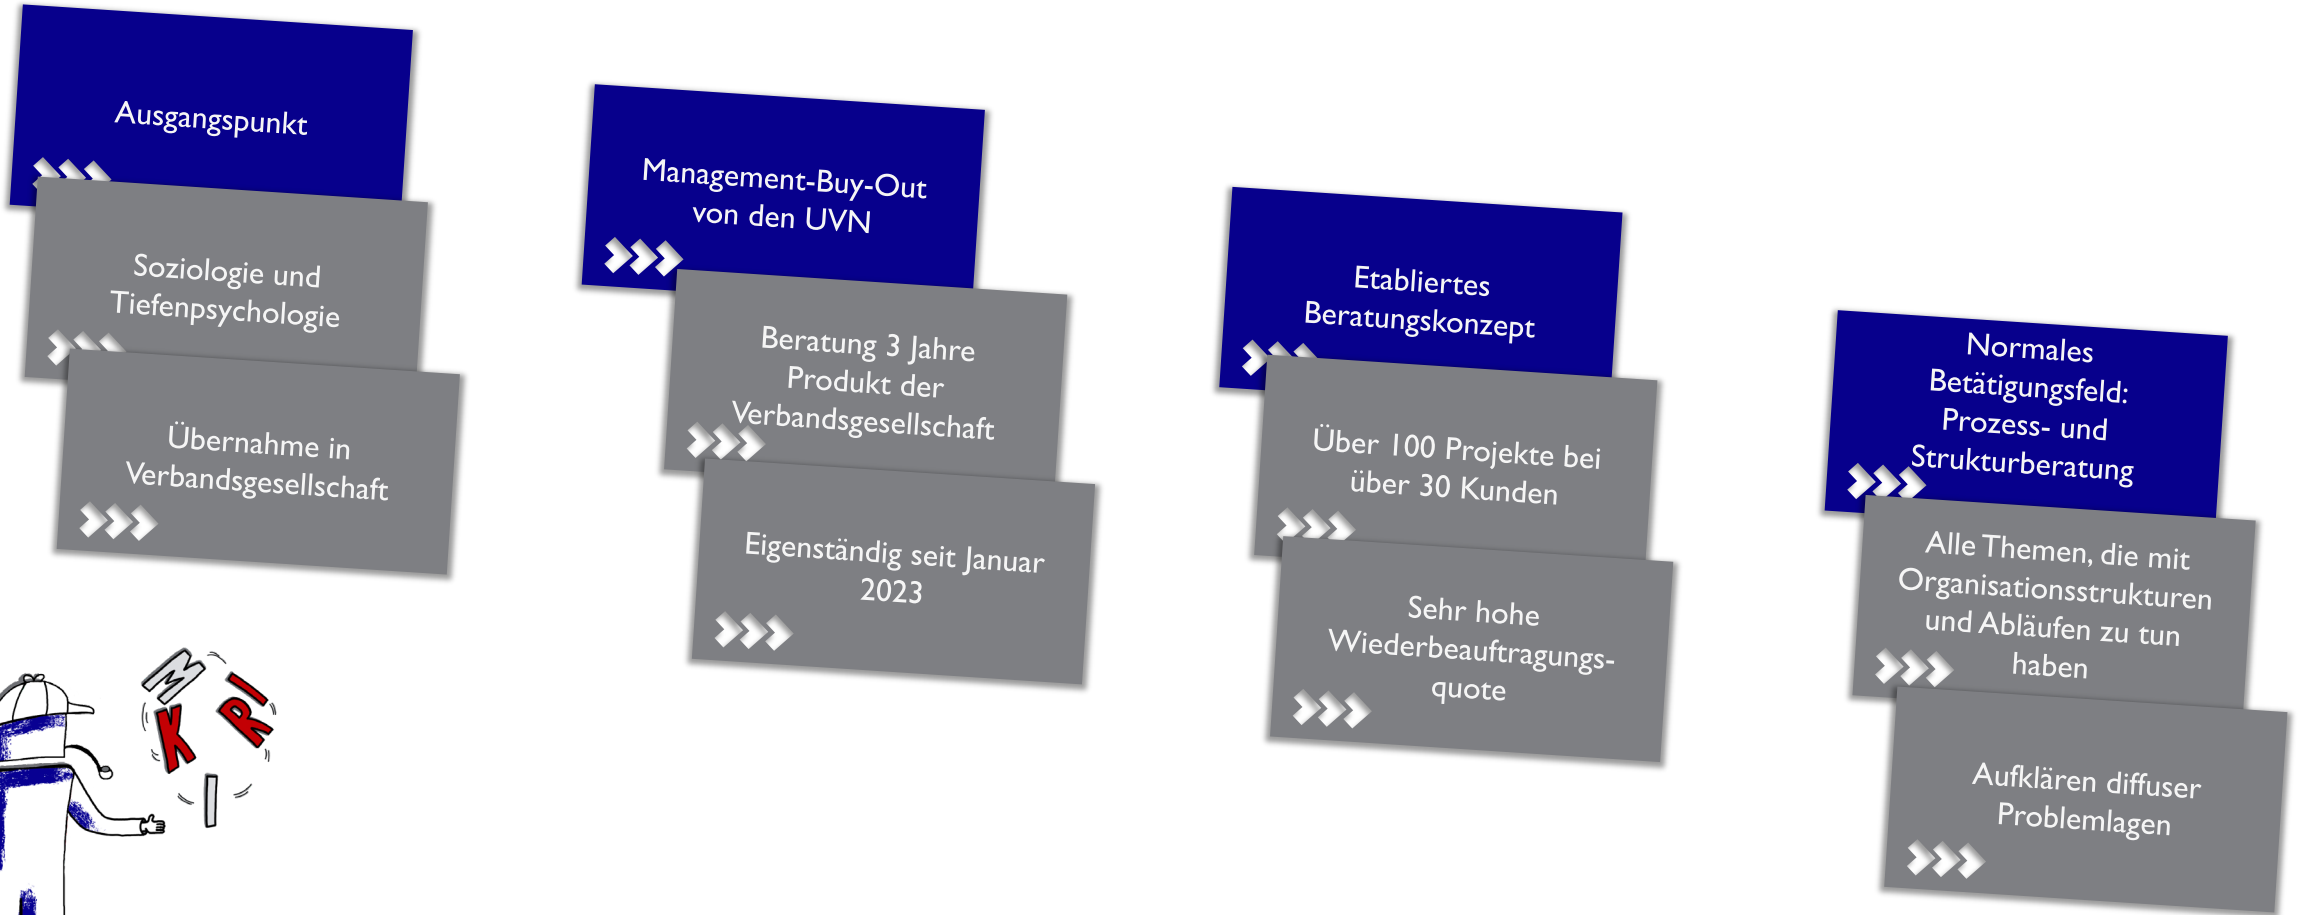 Ausgangspunkt
Soziologie und
Tiefenpsychologie
Übernahme in
Verbandsgesellschaft
Management-Buy-Out
von den UVN
Beratung 3 Jahre
Produkt der
Verbandsgesellschaft
Eigenständig seit Januar
2023
Etabliertes
Beratungskonzept
Über 100 Projekte bei
über 30 Kunden
Sehr hohe
Wiederbeauftragungs-
quote
Normales
Betätigungsfeld:
Prozess- und
Strukturberatung
Alle Themen, die mit
Organisationsstrukturen
und Abläufen zu tun
haben
Aufklären diffuser
Problemlagen
M
K
RI
I